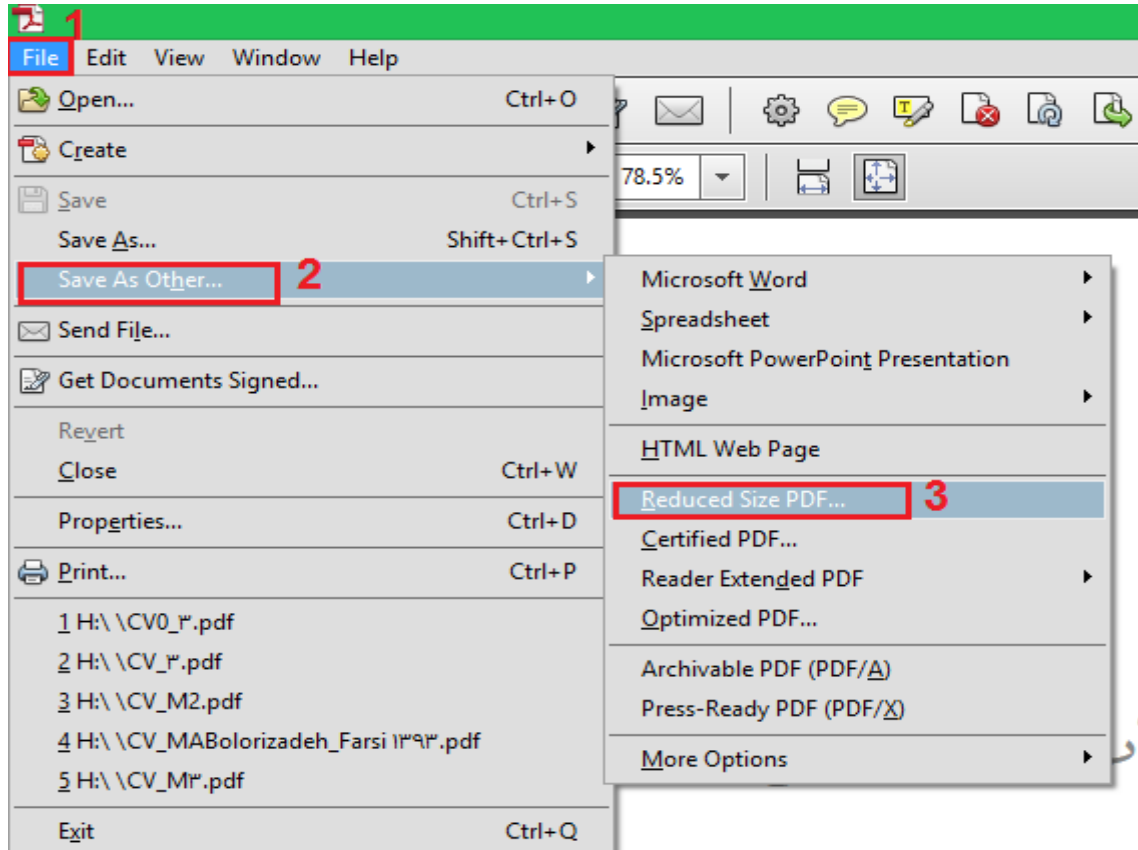 1
File Edit View Window Help
Open... Ctrl+O
Create
78.5%
Save Ctrl+S
Save As... Shift+Ctrl+S
Save As Other... 2
Microsoft Word
Spreadsheet
Microsoft PowerPoint Presentation
Image
HTML Web Page
Reduced Size PDF... 3
Certified PDF...
Reader Extended PDF
Optimized PDF...
Archivable PDF (PDF/A)
Press-Ready PDF (PDF/X)
More Options
Send File...
Get Documents Signed...
Revert
Close Ctrl+W
Properties... Ctrl+D
Print... Ctrl+P
1 H:\ \CV0_۳.pdf
2 H:\ \CV_۳.pdf
3 H:\ \CV_M2.pdf
4 H:\ \CV_MABolorizadeh_Farsi ۱۳۹۳.pdf
5 H:\ \CV_M۳.pdf
Exit Ctrl+Q